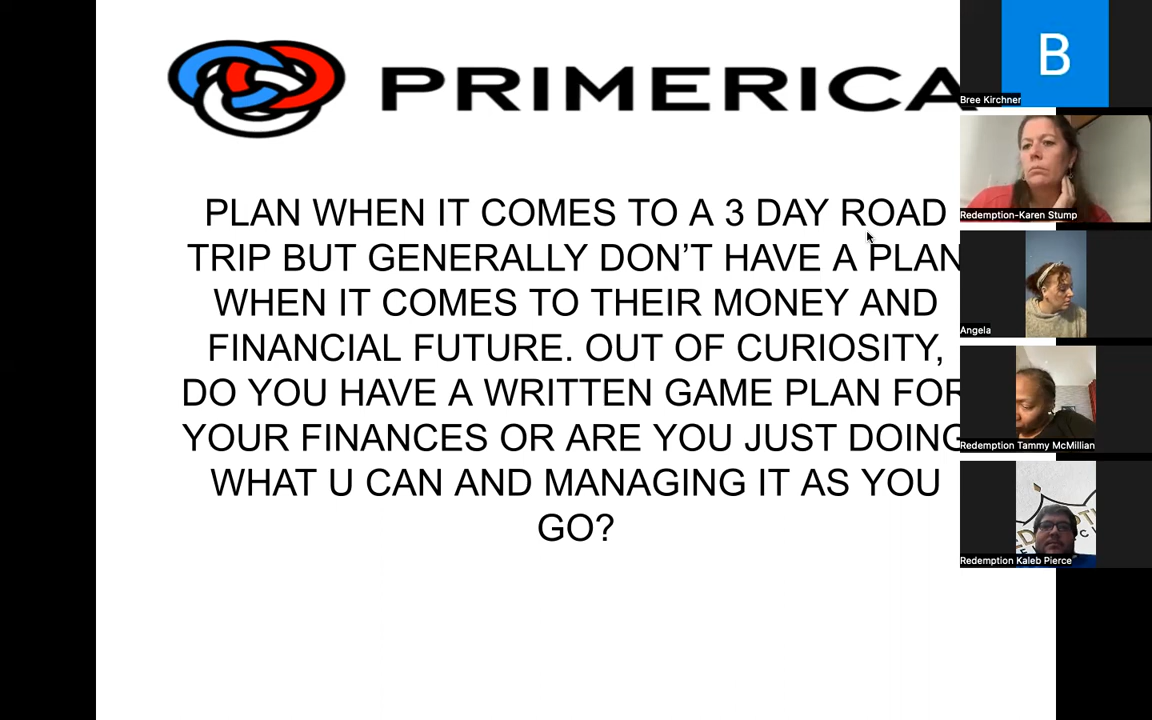 PRIMERICA
PLAN WHEN IT COMES TO A 3 DAY ROAD
TRIP BUT GENERALLY DON’T HAVE A PLAN
WHEN IT COMES TO THEIR MONEY AND
FINANCIAL FUTURE. OUT OF CURIOSITY,
DO YOU HAVE A WRITTEN GAME PLAN FOR
YOUR FINANCES OR ARE YOU JUST DOING
WHAT U CAN AND MANAGING IT AS YOU
GO?
B
Bree Kirchner
Redemption-Karen Stump
Angela
Redemption Tammy McMillian
Redemption Kaleb Pierce